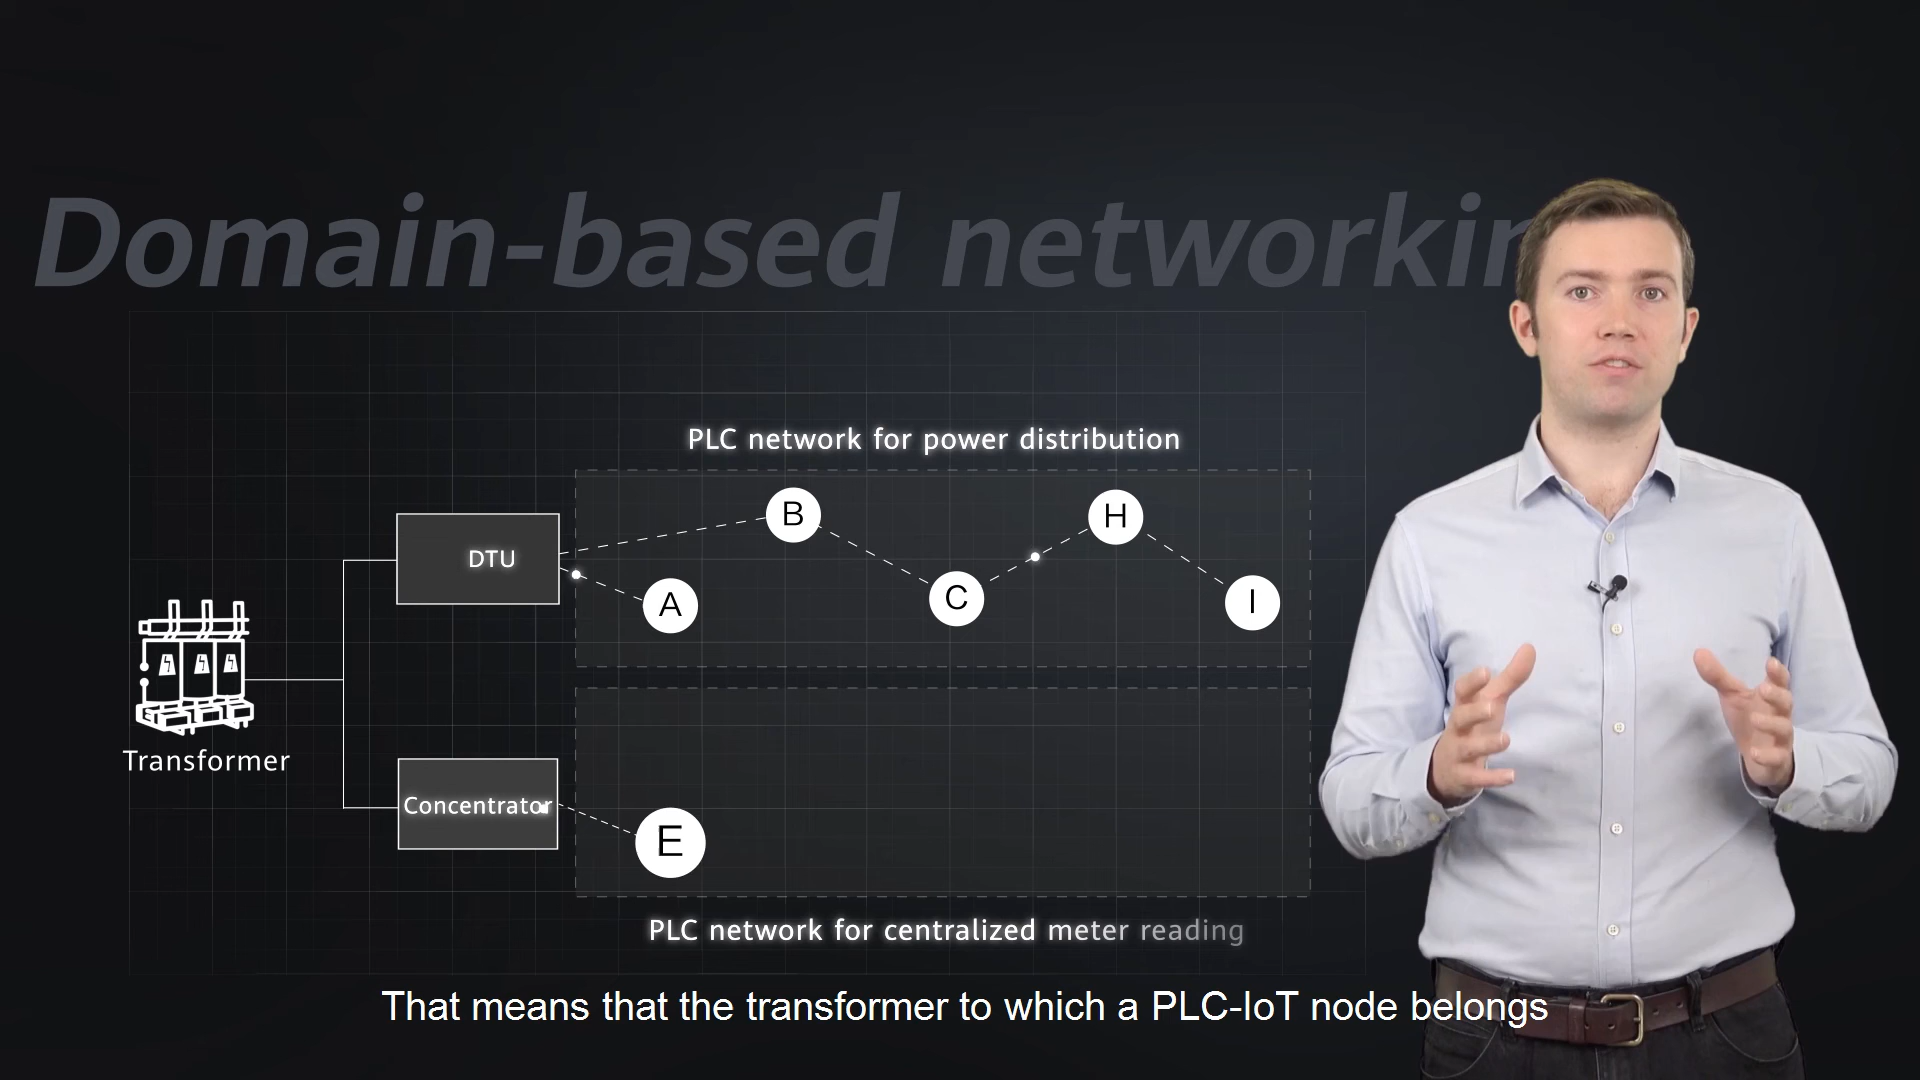 Domain-based networkin
PLC network for power distribution
B
H
DTU
A
C
I
Transformer
Concentrator
E
PLC network for centralized meter reading
That means that the transformer to which a PLC-IoT node belongs